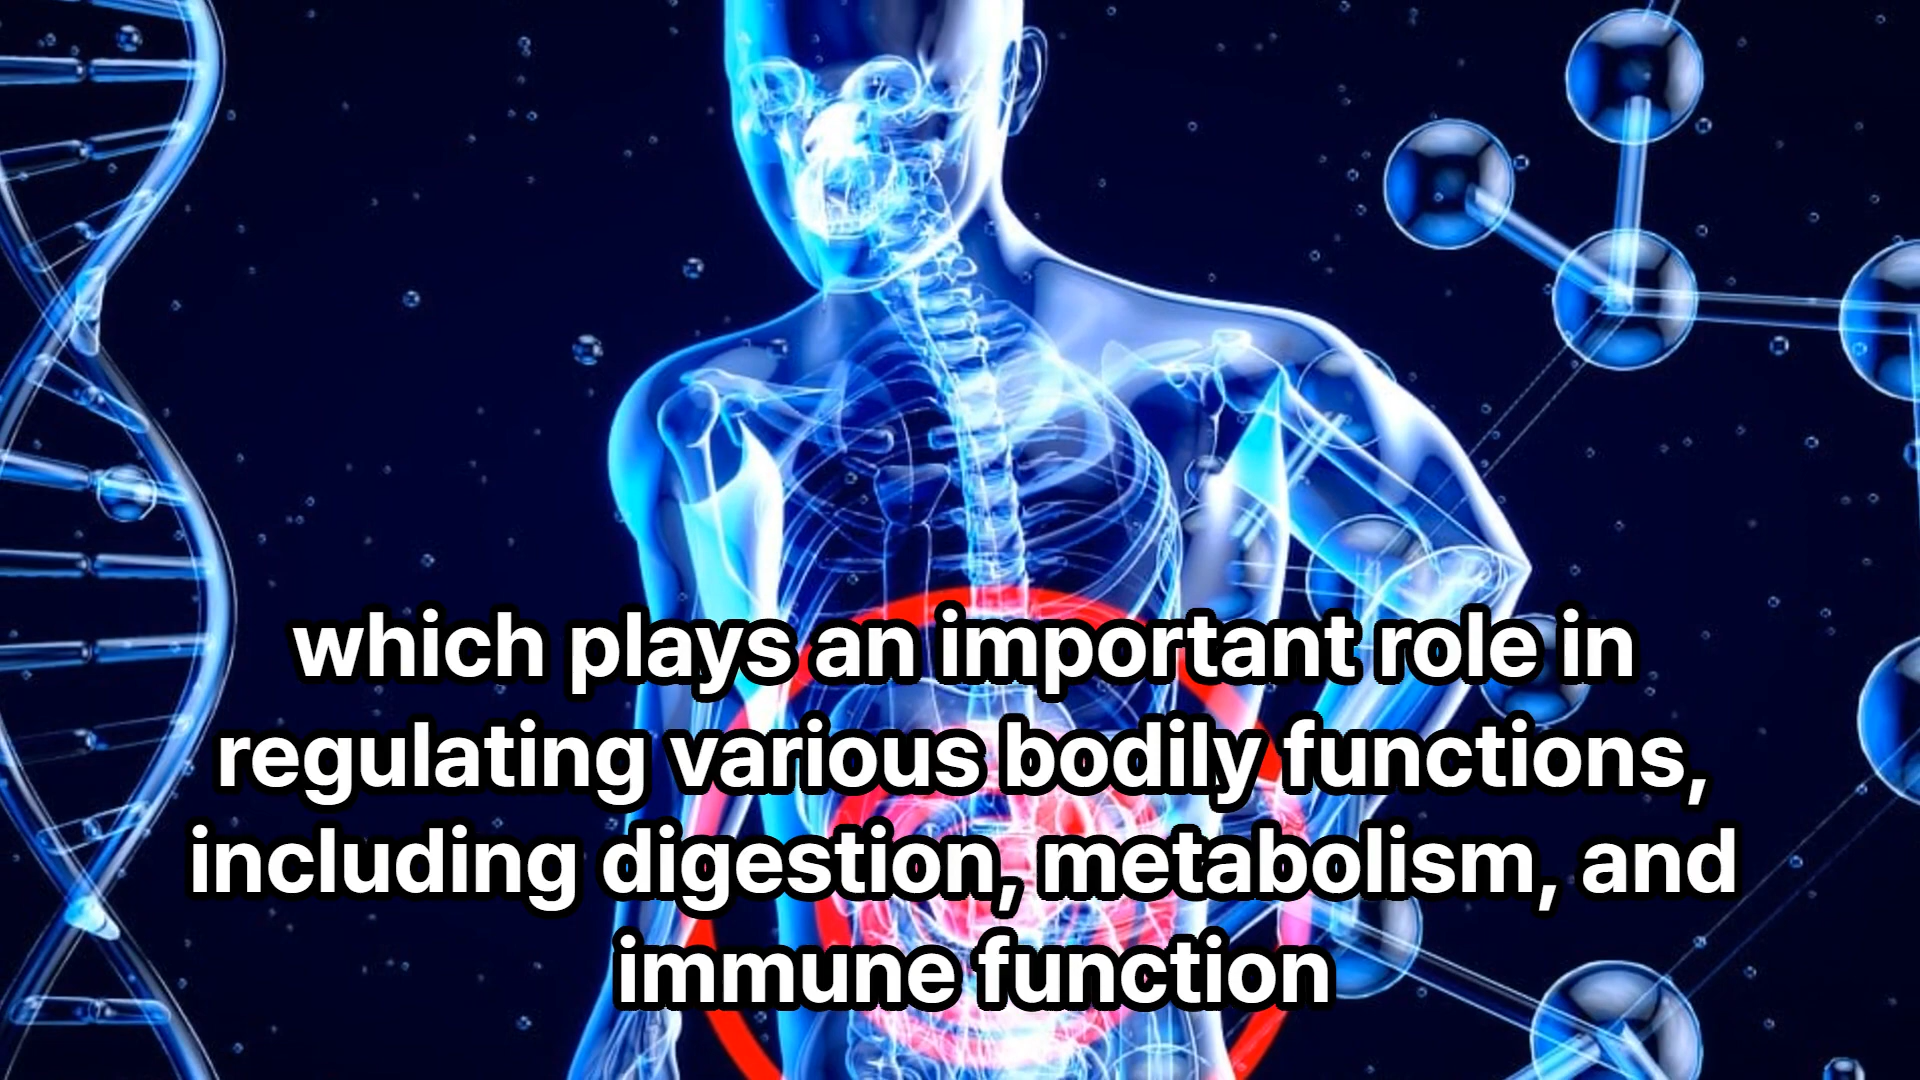 which plays an important role in
regulating various bodily functions,
including digestion, metabolism, and
immune function